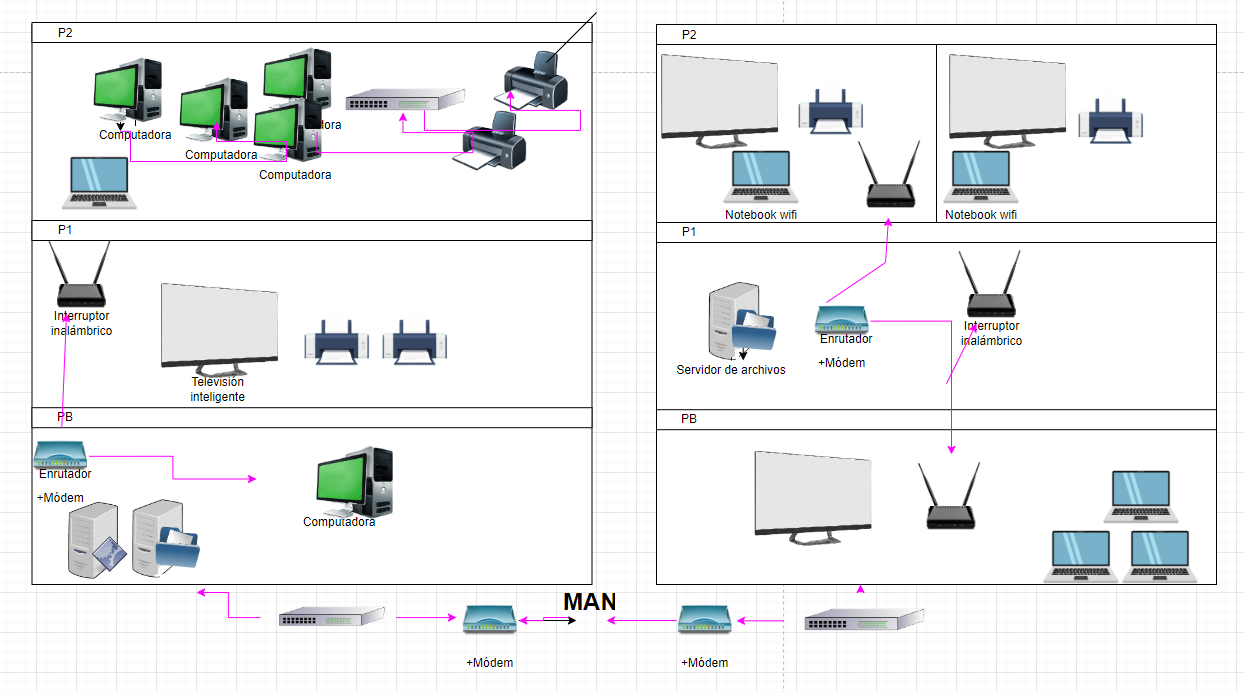 P2
Computadora
Computadora
lora
Computadora
P1
Interruptor
inalámbrico
Televisión
inteligente
PB
Enrutador
+Módem
Computadora
P2
Notebook wifi
Notebook wifi
P1
Servidor de archivos
Enrutador
+Módem
Interruptor
inalámbrico
PB
MAN
+Módem
+Módem